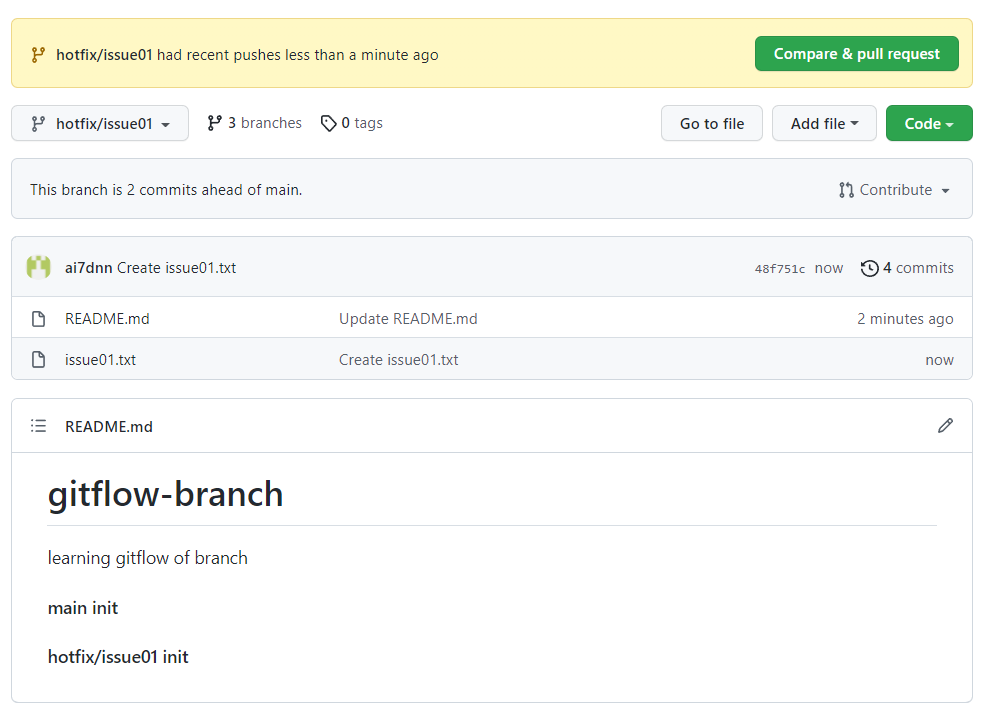 hotfix/issue01 had recent pushes less than a minute ago Compare & pull request
hotfix/issue01 3 branches 0 tags Go to file Add file Code
This branch is 2 commits ahead of main. Contribute
ai7dnn Create issue01.txt 48f751c now 4 commits
README.md Update README.md 2 minutes ago
issue01.txt Create issue01.txt now
README.md
gitflow-branch
learning gitflow of branch
main init
hotfix/issue01 init